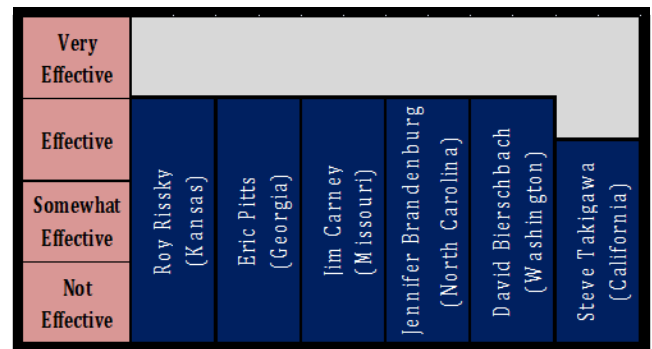 Very
Effective
Effective
Somewhat
Effective
Not
Effective
Roy Rissky
(Kansas)
Eric Pitts
(Georgia)
Jim Carney
(Missouri)
Jennifer Brandenburg
(North Carolina)
David Bierschbach
(Washington)
Steve Takigawa
(California)